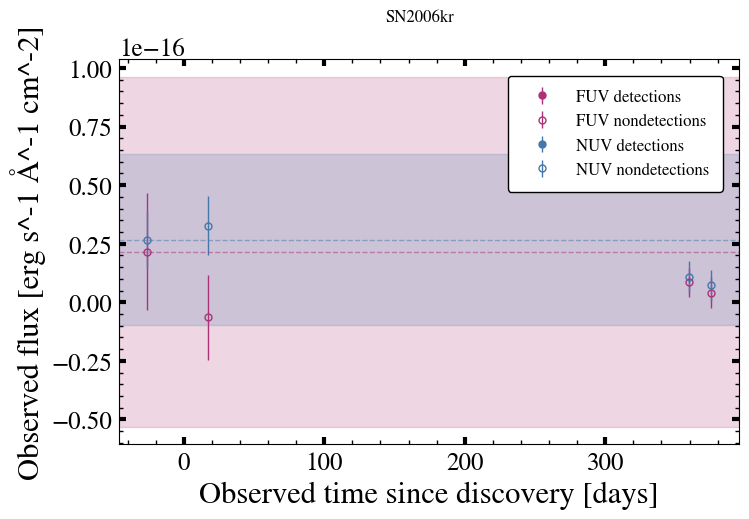 SN2006kr
1e−16
1.00
0.75
0.50
0.25
0.00
−0.25
−0.50
Observed flux [erg s^-1 Å^-1 cm^-2]
FUV detections
FUV nondetections
NUV detections
NUV nondetections
0
100
200
300
Observed time since discovery [days]